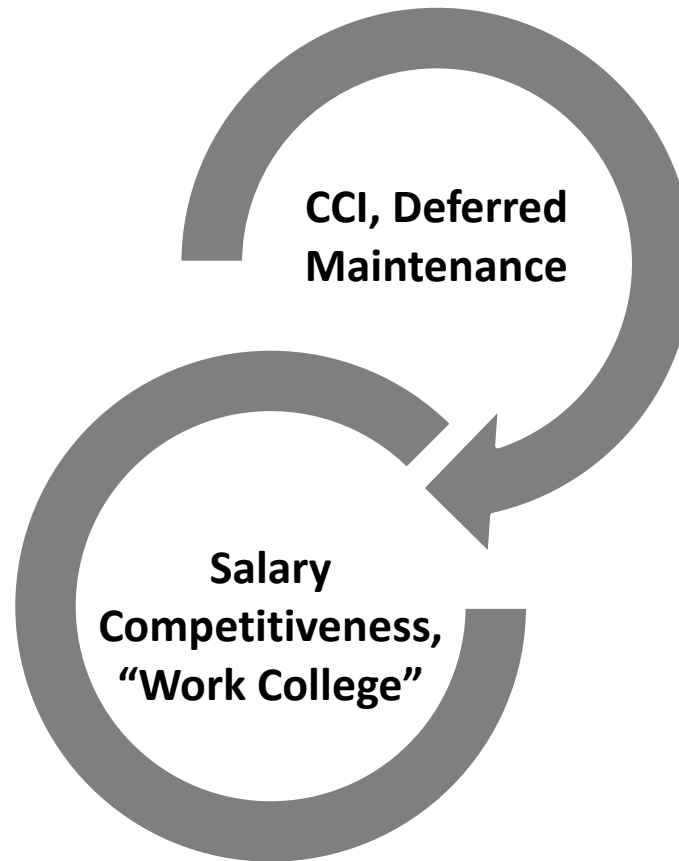 CCI, Deferred
Maintenance
Salary
Competitiveness,
“Work College”